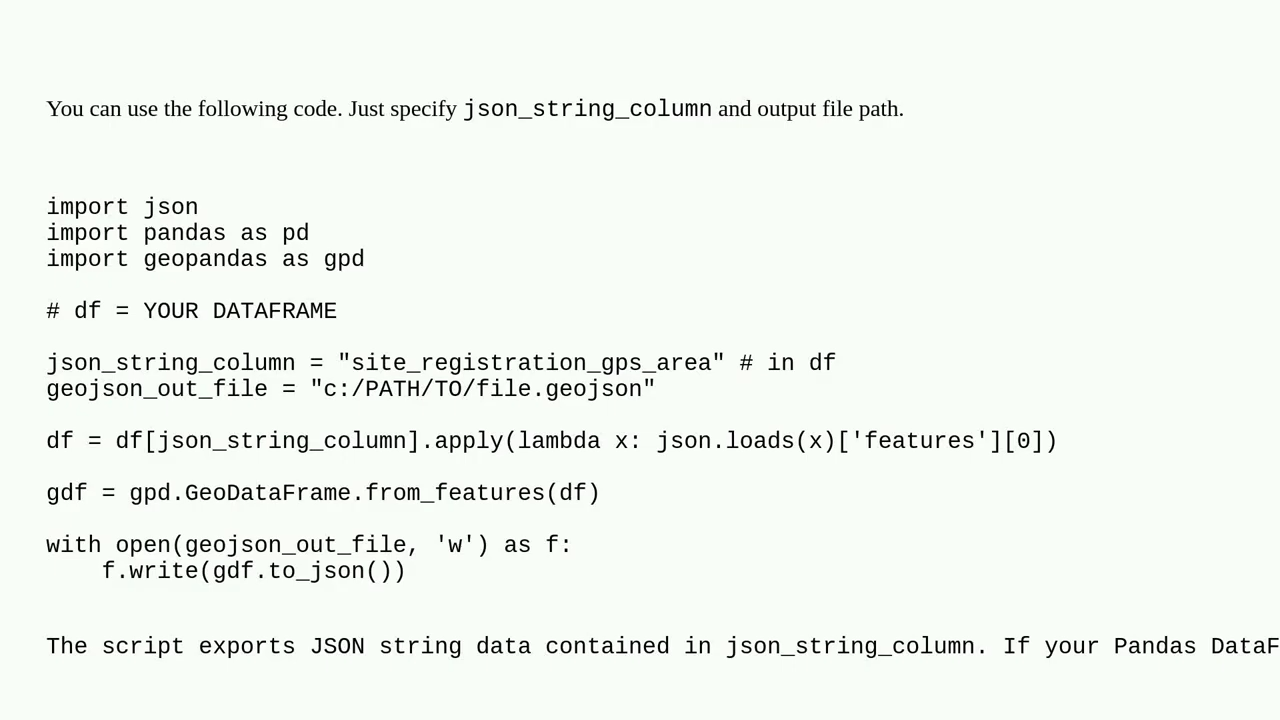 You can use the following code. Just specify json_string_column and output file path.
import json
import pandas as pd
import geopandas as gpd
# df = YOUR DATAFRAME
json_string_column = "site_registration_gps_area" # in df
geojson_out_file = "c:/PATH/TO/file.geojson"
df = df[json_string_column].apply(lambda x: json.loads(x)['features'][0])
gdf = gpd.GeoDataFrame.from_features(df)
with open(geojson_out_file, 'w') as f:
    f.write(gdf.to_json())
The script exports JSON string data contained in json_string_column. If your Pandas DataF